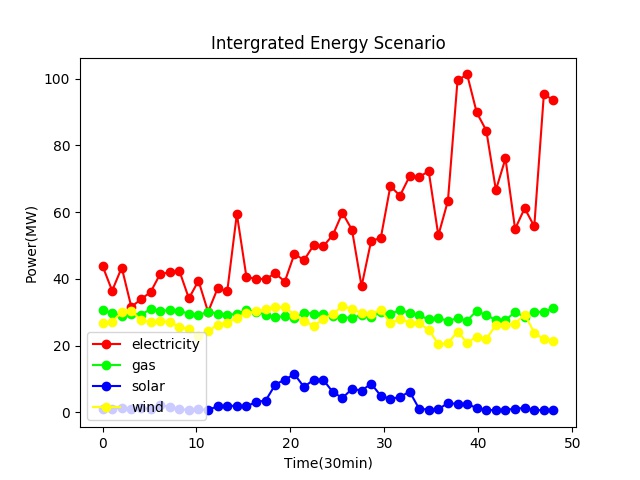 Intergrated Energy Scenario
Power(MW)
100
80
60
40
20
0
electricity
gas
solar
wind
0 10 20 30 40 50
Time(30min)